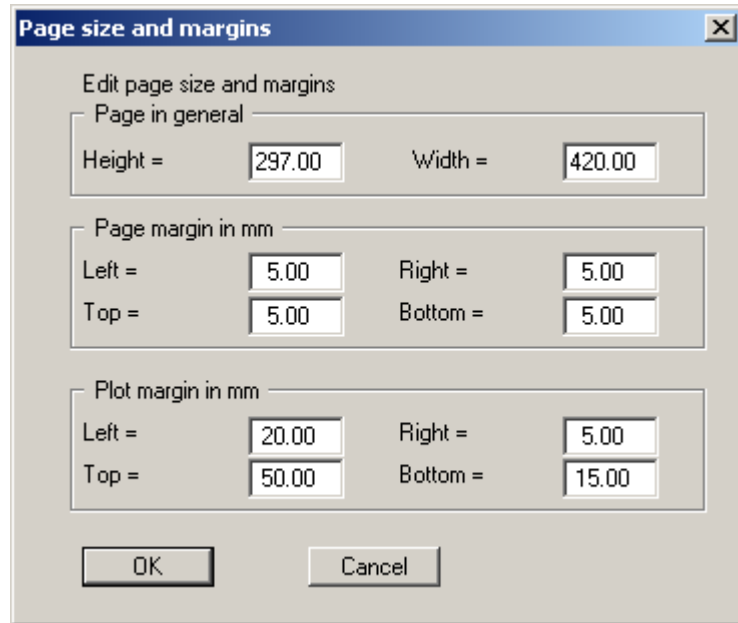 Page size and margins
Edit page size and margins
Page in general
Height = 297.00 Width = 420.00
Page margin in mm
Left = 5.00 Right = 5.00
Top = 5.00 Bottom = 5.00
Plot margin in mm
Left = 20.00 Right = 5.00
Top = 50.00 Bottom = 15.00
OK Cancel